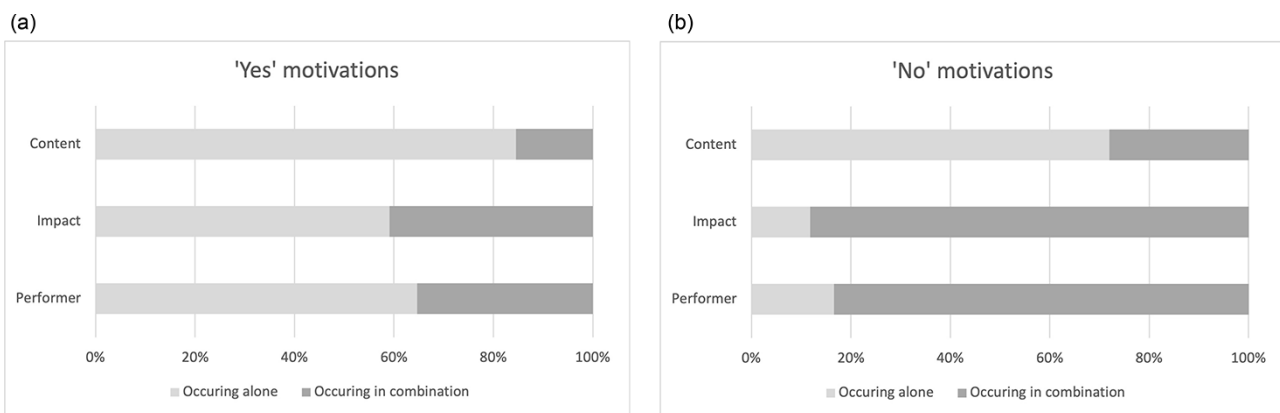 (a)
'Yes' motivations
Content
Impact
Performer
0% 20% 40% 60% 80% 100%
Occuring alone Occuring in combination
(b)
'No' motivations
Content
Impact
Performer
0% 20% 40% 60% 80% 100%
Occuring alone Occuring in combination